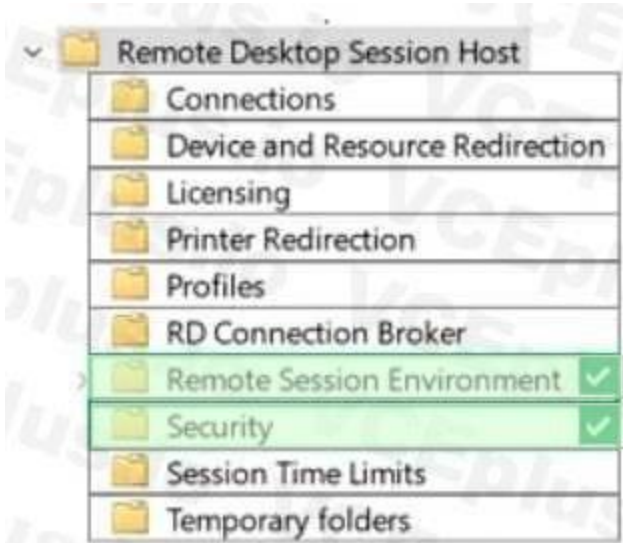 Remote Desktop Session Host
Connections
Device and Resource Redirection
Licensing
Printer Redirection
Profiles
RD Connection Broker
Remote Session Environment
Security
Session Time Limits
Temporary folders